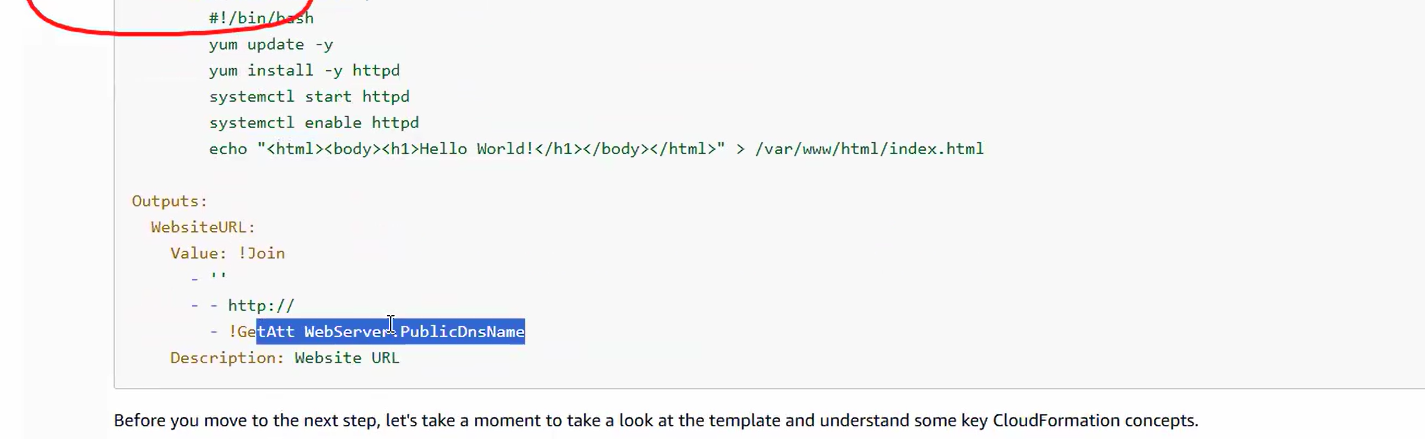 #!/bin/bash
yum update -y
yum install -y httpd
systemctl start httpd
systemctl enable httpd
echo "<html><body><h1>Hello World!</h1></body></html>" > /var/www/html/index.html
Outputs:
WebsiteURL:
Value: !Join
- ''
- - http://
- !GetAtt WebServer.PublicDnsName
Description: Website URL
Before you move to the next step, let's take a moment to take a look at the template and understand some key CloudFormation concepts.